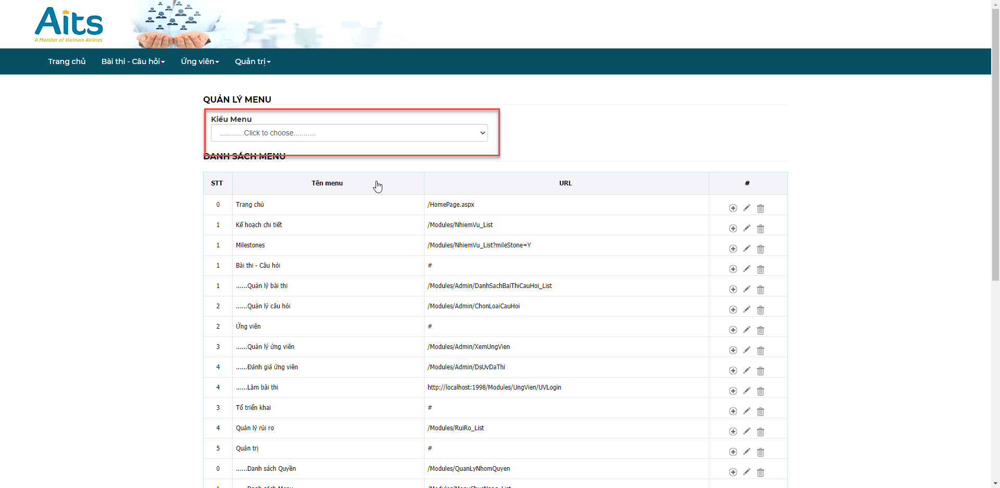 Aits
A Member of Vietnam Airlines
Trang chủ Bài thi - Câu hỏi Ứng viên Quản trị
QUẢN LÝ MENU
Kiểu Menu
............Click to choose...........
DANH SÁCH MENU
STT Tên menu URL #
0 Trang chủ /HomePage.aspx
1 Kế hoạch chi tiết /Modules/NhiemVu_List
1 Milestones /Modules/NhiemVu_List?mileStone=Y
1 Bài thi - Câu hỏi #
1 ......Quản lý bài thi /Modules/Admin/DanhSachBaiThiCauHoi_List
2 ......Quản lý câu hỏi /Modules/Admin/ChonLoaiCauHoi
2 Ứng viên #
3 ......Quản lý ứng viên /Modules/Admin/XemUngVien
4 ......Đánh giá ứng viên /Modules/Admin/DsUvDaThi
4 ......Làm bài thi http://localhost:1998/Modules/UngVien/UVLogin
3 Tổ triển khai #
4 Quản lý rủi ro /Modules/RuiRo_List
5 Quản trị #
0 ......Danh sách Quyền /Modules/QuanLyNhomQuyen
1 ......Danh sách Menu /Modules/MenuChucNang_List